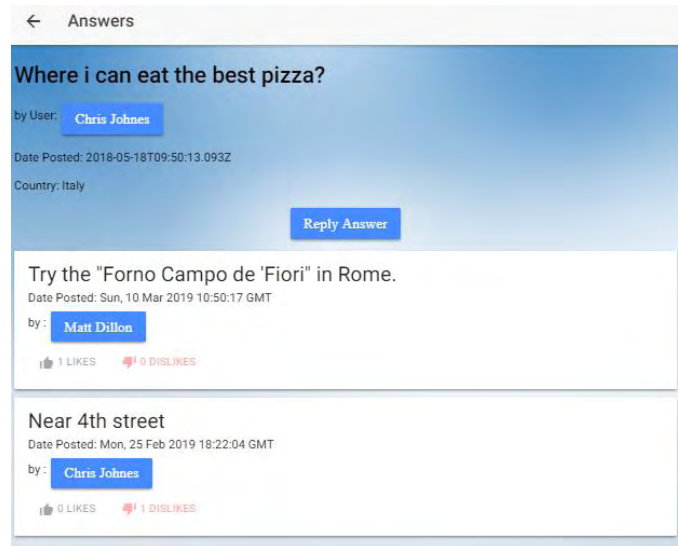 Answers
Where i can eat the best pizza?
by User: Chris Johnes
Date Posted: 2018-05-18T09:50:13.093Z
Country: Italy
Reply Answer
Try the "Forno Campo de 'Fiori" in Rome.
Date Posted: Sun, 10 Mar 2019 10:50:17 GMT
by : Matt Dillon
1 LIKES 0 DISLIKES
Near 4th street
Date Posted: Mon, 25 Feb 2019 18:22:04 GMT
by : Chris Johnes
0 LIKES 1 DISLIKES